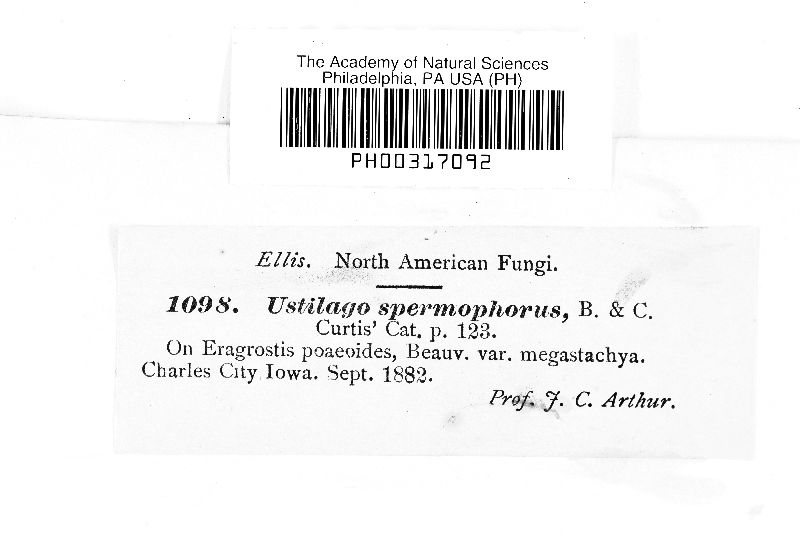 The Academy of Natural Sciences
Philadelphia, PA USA (PH)
PH00317092
Ellis. North American Fungi.
1098. Ustilago spermophorus, B. & C.
Curtis' Cat. p. 123.
On Eragrostis poaeoides, Beauv. var. megastachya.
Charles City Iowa. Sept. 1882.
Prof. J. C. Arthur.